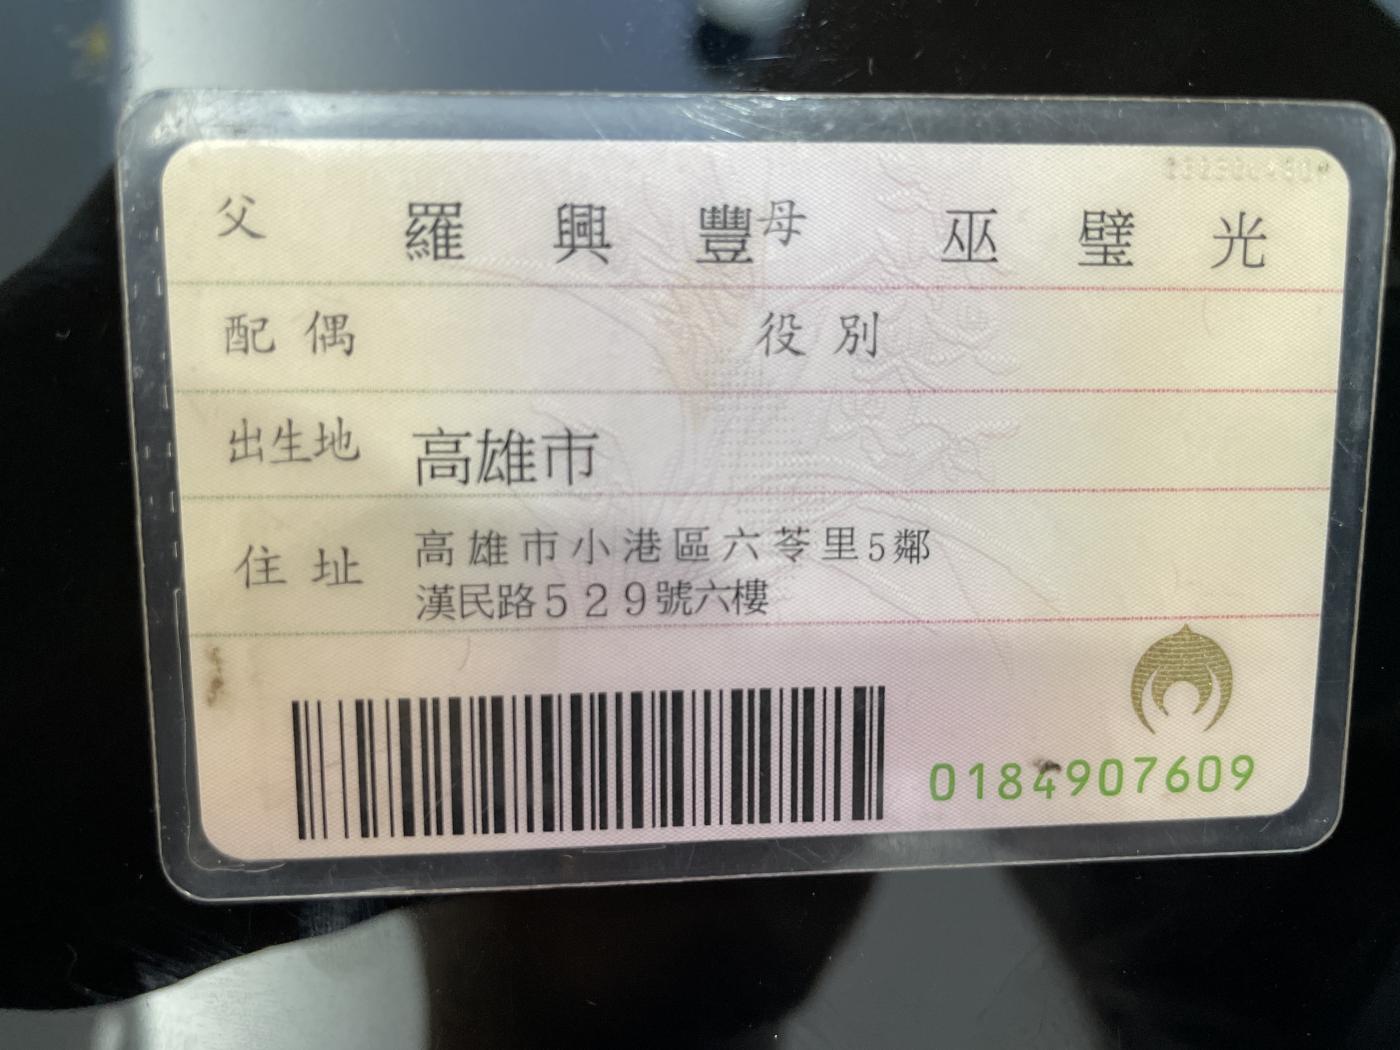 父 羅興豐 母 巫璧光
配偶 役別
出生地 高雄市
住址 高雄市小港區六苓里5鄰
漢民路529號六樓
0184907609